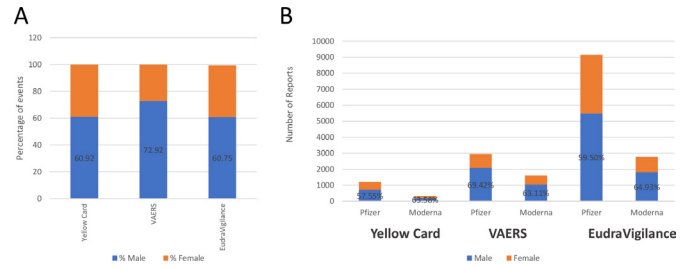 A
120
100
80
60
40
20
0
Percentage of events
60.92
72.92
60.75
Yellow Card
VAERS
EudraVigilance
% Male % Female
B
10000
9000
8000
7000
6000
5000
4000
3000
2000
1000
0
Number of Reports
57.55%
63.58%
69.42%
63.11%
59.50%
64.93%
Pfizer Moderna Pfizer Moderna Pfizer Moderna
Yellow Card VAERS EudraVigilance
Male Female